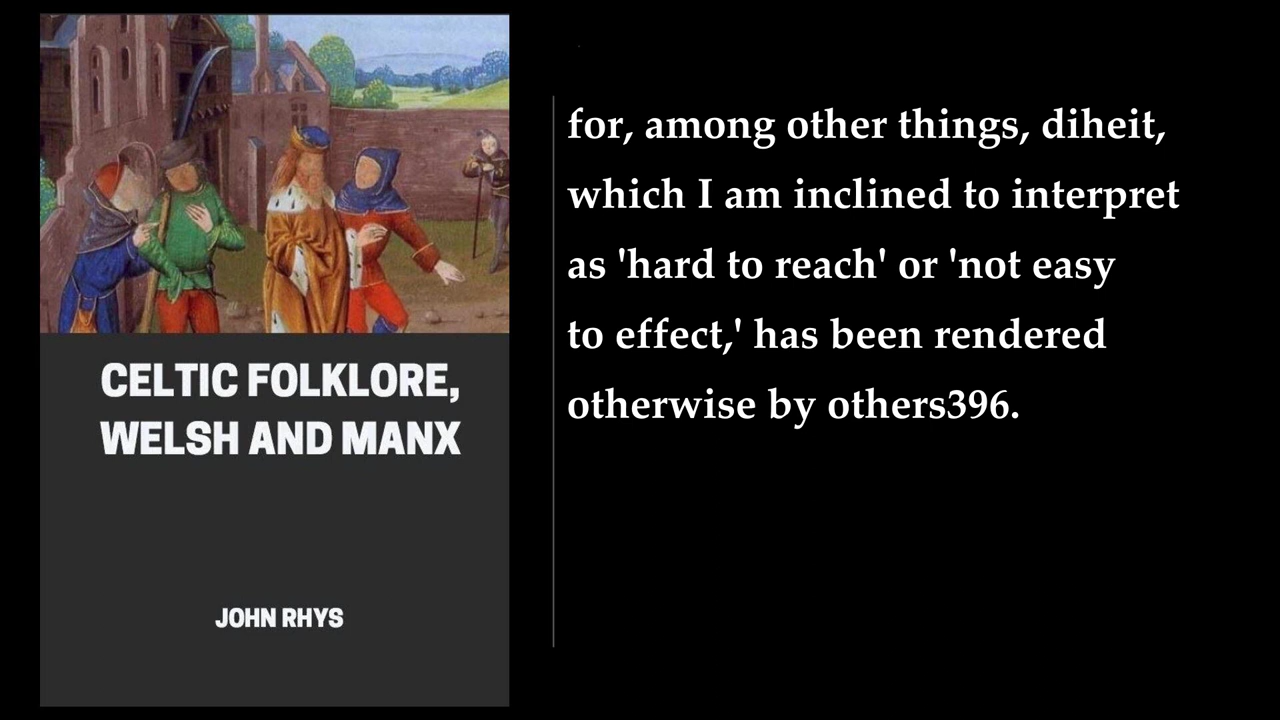 CELTIC FOLKLORE,
WELSH AND MANX
JOHN RHYS
for, among other things, diheit,
which I am inclined to interpret
as 'hard to reach' or 'not easy
to effect,' has been rendered
otherwise by others396.